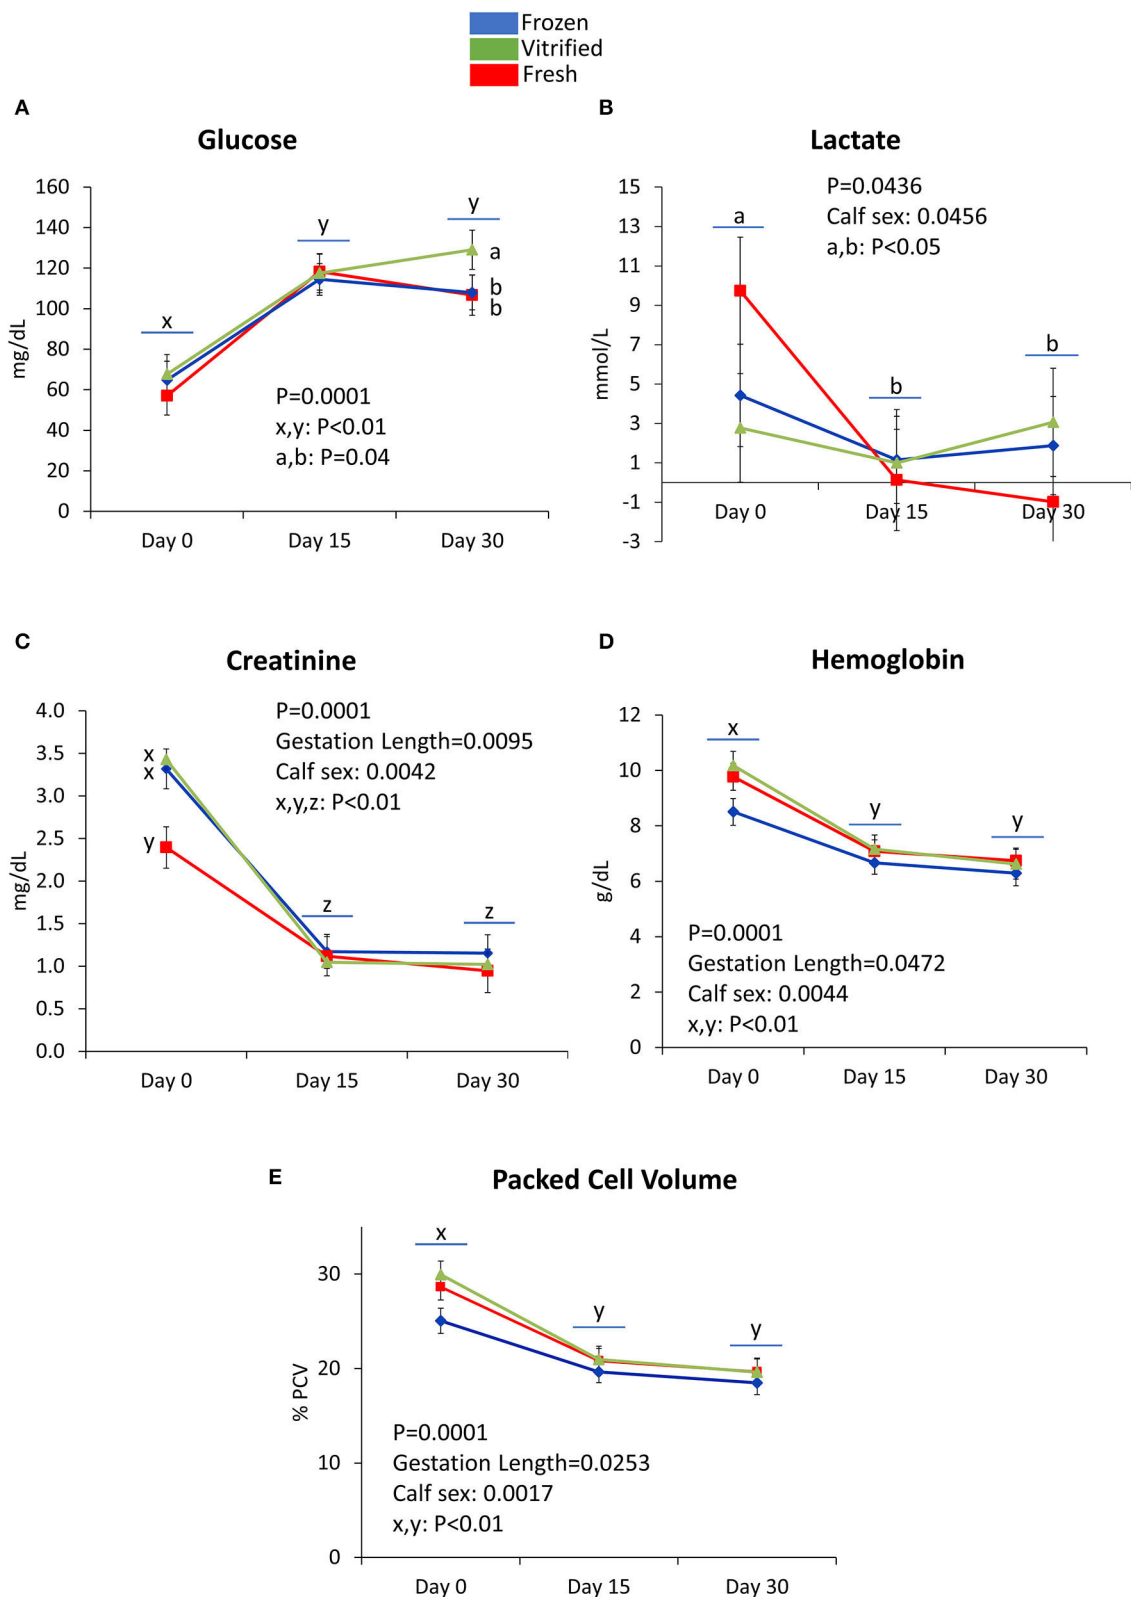 Frozen
Vitrified
Fresh
A
Glucose
160
140
120
100
80
60
40
20
0
mg/dL
x
y
y
a
b
b
P=0.0001
x,y: P<0.01
a,b: P=0.04
Day 0
Day 15
Day 30
B
Lactate
15
13
11
9
7
5
3
1
-1
-3
mmol/L
P=0.0436
Calf sex: 0.0456
a,b: P<0.05
a
b
b
Day 0
Day 15
Day 30
C
Creatinine
4.0
3.5
3.0
2.5
2.0
1.5
1.0
0.5
0.0
mg/dL
P=0.0001
Gestation Length=0.0095
Calf sex: 0.0042
x,y,z: P<0.01
x
x
y
z
z
Day 0
Day 15
Day 30
D
Hemoglobin
12
10
8
6
4
2
0
g/dL
x
y
y
P=0.0001
Gestation Length=0.0472
Calf sex: 0.0044
x,y: P<0.01
Day 0
Day 15
Day 30
E
Packed Cell Volume
30
20
10
0
% PCV
x
y
y
P=0.0001
Gestation Length=0.0253
Calf sex: 0.0017
x,y: P<0.01
Day 0
Day 15
Day 30